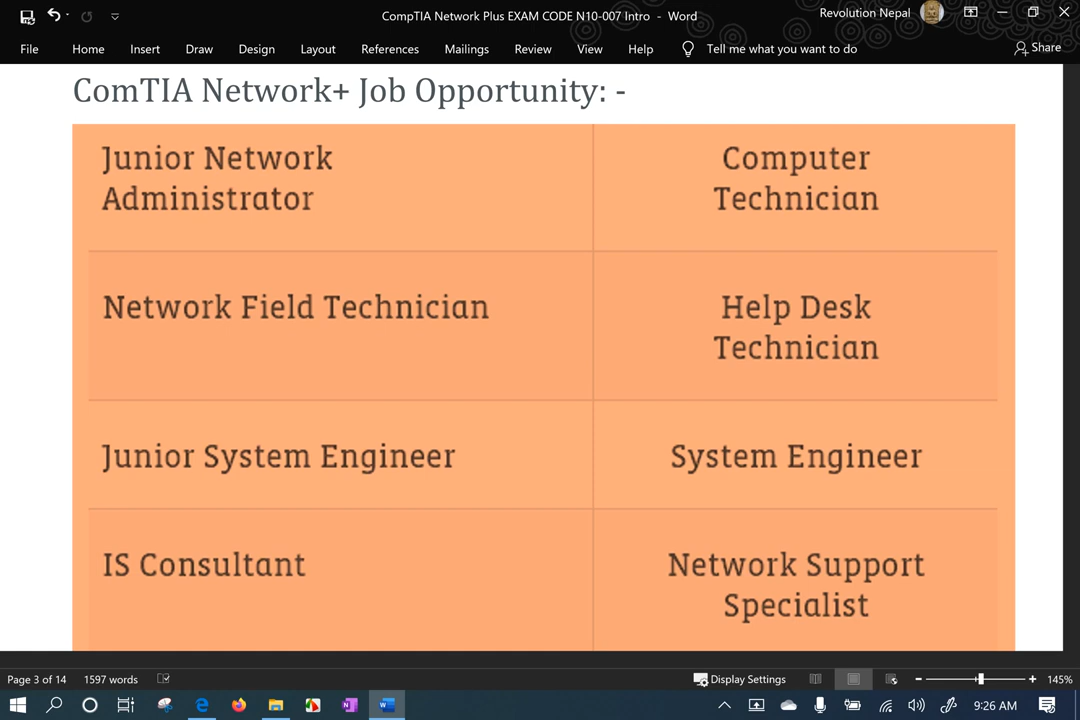 CompTIA Network Plus EXAM CODE N10-007 Intro - Word
Revolution Nepal
File Home Insert Draw Design Layout References Mailings Review View Help Tell me what you want to do Share
ComTIA Network+ Job Opportunity: -
Junior Network
Administrator
Computer
Technician
Network Field Technician
Help Desk
Technician
Junior System Engineer
System Engineer
IS Consultant
Network Support
Specialist
Page 3 of 14 1597 words Display Settings 145%
9:26 AM